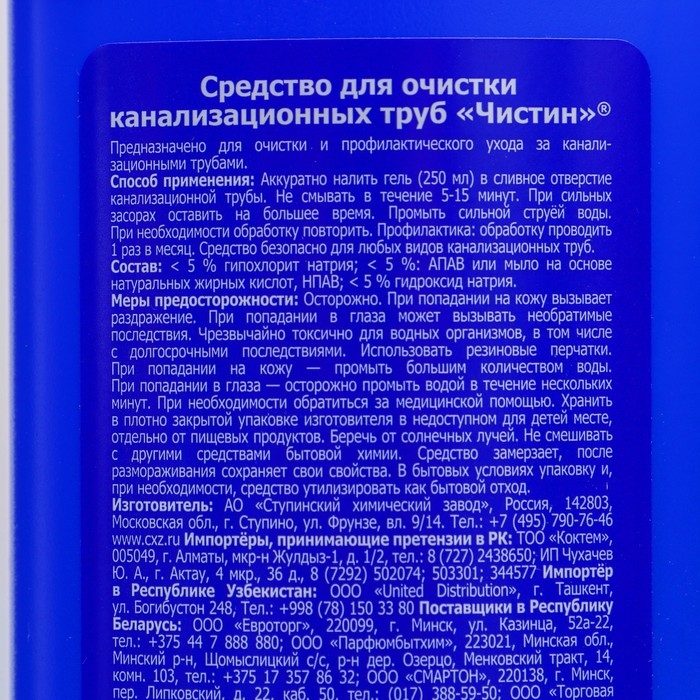 Средство для очистки
канализационных труб «Чистин»®
Предназначено для очистки и профилактического ухода за канали-
зационными трубами.
Способ применения: Аккуратно налить гель (250 мл) в сливное отверстие
канализационной трубы. Не смывать в течение 5-15 минут. При сильных
засорах оставить на большее время. Промыть сильной струёй воды.
При необходимости обработку повторить. Профилактика: обработку проводить
1 раз в месяц. Средство безопасно для любых видов канализационных труб.
Состав: < 5 % гипохлорит натрия; < 5 %: АПАВ или мыло на основе
натуральных жирных кислот, НПАВ; < 5 % гидроксид натрия.
Меры предосторожности: Осторожно. При попадании на кожу вызывает
раздражение. При попадании в глаза может вызывать необратимые
последствия. Чрезвычайно токсично для водных организмов, в том числе
с долгосрочными последствиями. Использовать резиновые перчатки.
При попадании на кожу — промыть большим количеством воды.
При попадании в глаза — осторожно промыть водой в течение нескольких
минут. При необходимости обратиться за медицинской помощью. Хранить
в плотно закрытой упаковке изготовителя в недоступном для детей месте,
отдельно от пищевых продуктов. Беречь от солнечных лучей. Не смешивать
с другими средствами бытовой химии. Средство замерзает, после
размораживания сохраняет свои свойства. В бытовых условиях упаковку и,
при необходимости, средство утилизировать как бытовой отход.
Изготовитель: АО «Ступинский химический завод», Россия, 142803,
Московская обл., г. Ступино, ул. Фрунзе, вл. 9/14. Тел.: +7 (495) 790-76-46
www.cxz.ru Импортёры, принимающие претензии в РК: ТОО «Коктем»,
005049, г. Алматы, мкр-н Жулдыз-1, д. 1/2, тел.: 8 (727) 2438650; ИП Чухачев
Ю. А., г. Актау, 4 мкр., 36 д., 8 (7292) 502074; 503301; 344577 Импортёр
в Республике Узбекистан: ООО «United Distribution», г. Ташкент,
ул. Богибустон 248, Тел.: +998 (78) 150 33 80 Поставщики в Республику
Беларусь: ООО «Евроторг», 220099, г. Минск, ул. Казинца, 52а-22,
тел.: +375 44 7 888 880; ООО «Парфюмбытхим», 223021, Минская обл.,
Минский р-н, Щомыслицкий с/с, р-н дер. Озерцо, Менковский тракт, 14,
комн. 103, тел.: +375 17 357 86 32; ООО «СМАРТОН», 220138, г. Минск,
пер. Липковский, д. 22, каб. 50, тел.: (017) 388-59-50; ООО «Торговая